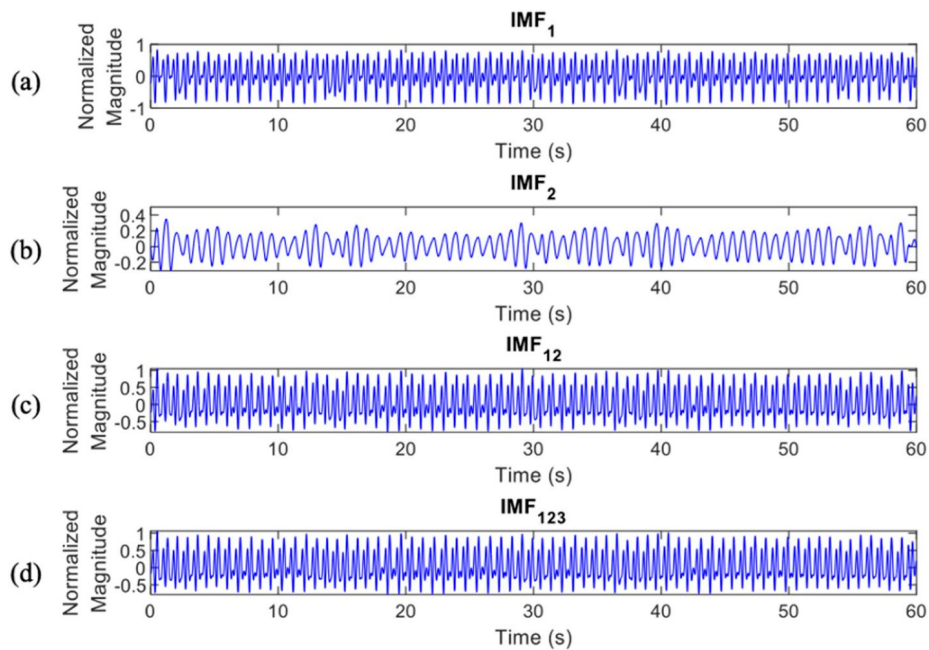 IMF₁
(a)
Normalized
Magnitude
1
0
-1
0 10 20 30 40 50 60
Time (s)
IMF₂
(b)
Normalized
Magnitude
0.4
0.2
0
-0.2
0 10 20 30 40 50 60
Time (s)
IMF₁₂
(c)
Normalized
Magnitude
1
0.5
0
-0.5
0 10 20 30 40 50 60
Time (s)
IMF₁₂₃
(d)
Normalized
Magnitude
1
0.5
0
-0.5
0 10 20 30 40 50 60
Time (s)